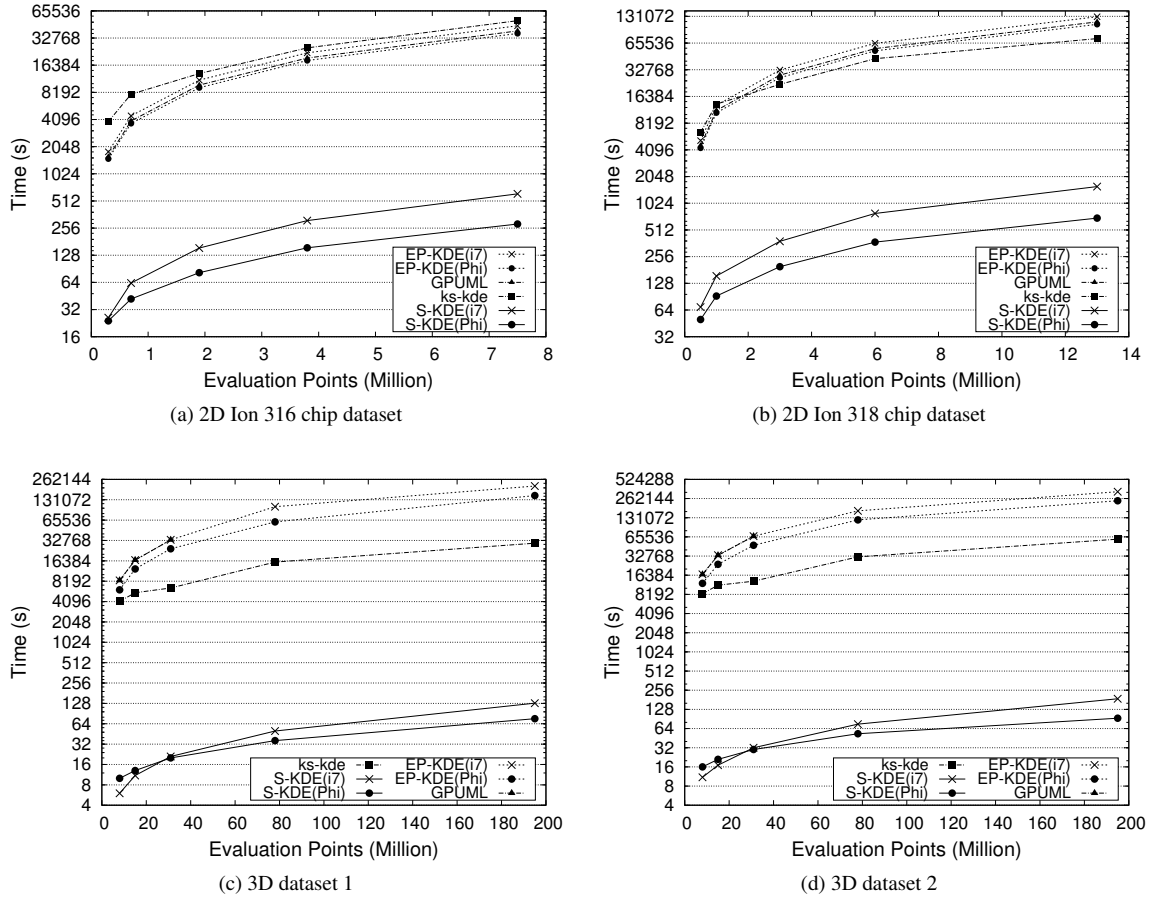 65535
32768
16384
8192
4096
2048
1024
512
256
128
64
32
16
Time (s)
0 1 2 3 4 5 6 7 8
Evaluation Points (Million)
EP-KDE(i7)
EP-KDE(Phi)
GPUML
ks-kde
S-KDE(i7)
S-KDE(Phi)
(a) 2D Ion 316 chip dataset
131072
65536
32768
16384
8192
4096
2048
1024
512
256
128
64
32
Time (s)
0 2 4 6 8 10 12 14
Evaluation Points (Million)
EP-KDE(i7)
EP-KDE(Phi)
GPUML
ks-kde
S-KDE(i7)
S-KDE(Phi)
(b) 2D Ion 318 chip dataset
262144
131072
65536
32768
16384
8192
4096
2048
1024
512
256
128
64
32
16
8
4
Time (s)
0 20 40 60 80 100 120 140 160 180 200
Evaluation Points (Million)
ks-kde EP-KDE(i7)
S-KDE(i7) EP-KDE(Phi)
S-KDE(Phi) GPUML
(c) 3D dataset 1
524288
262144
131072
65536
32768
16384
8192
4096
2048
1024
512
256
128
64
32
16
8
4
Time (s)
0 20 40 60 80 100 120 140 160 180 200
Evaluation Points (Million)
ks-kde EP-KDE(i7)
S-KDE(i7) EP-KDE(Phi)
S-KDE(Phi) GPUML
(d) 3D dataset 2